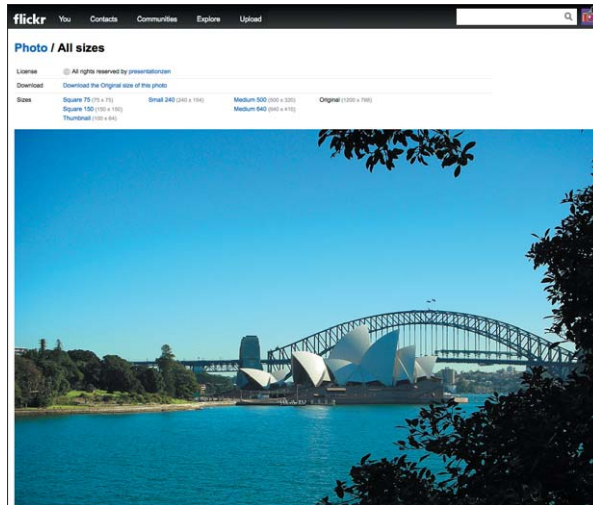 flickr You Contacts Communities Explore Upload
Photo / All sizes
License © All rights reserved by presentationzen
Download Download the Original size of this photo
Sizes Square 75 (75 x 75) Small 240 (240 x 154) Medium 500 (500 x 320) Original (1200 x 768)
Square 150 (150 x 150) Medium 640 (640 x 410)
Thumbnail (100 x 64)